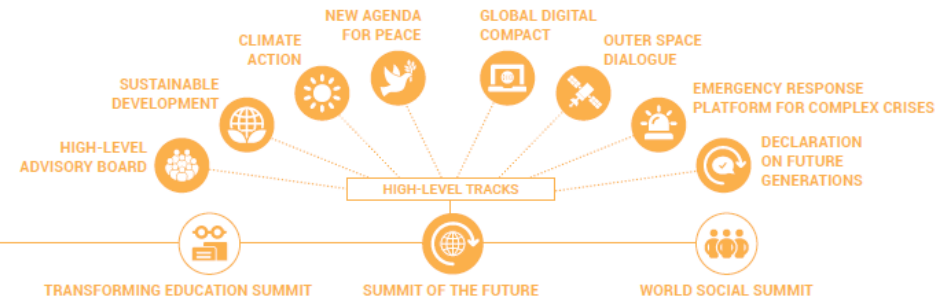 NEW AGENDA
FOR PEACE
GLOBAL DIGITAL
COMPACT
CLIMATE
ACTION
OUTER SPACE
DIALOGUE
SUSTAINABLE
DEVELOPMENT
EMERGENCY RESPONSE
PLATFORM FOR COMPLEX CRISES
HIGH-LEVEL
ADVISORY BOARD
DECLARATION
ON FUTURE
GENERATIONS
HIGH-LEVEL TRACKS
TRANSFORMING EDUCATION SUMMIT
SUMMIT OF THE FUTURE
WORLD SOCIAL SUMMIT